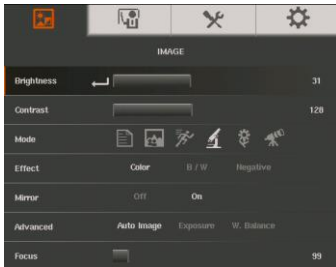 IMAGE
Brightness 31
Contrast 128
Mode
Effect Color B / W Negative
Mirror Off On
Advanced Auto Image Exposure W. Balance
Focus 99